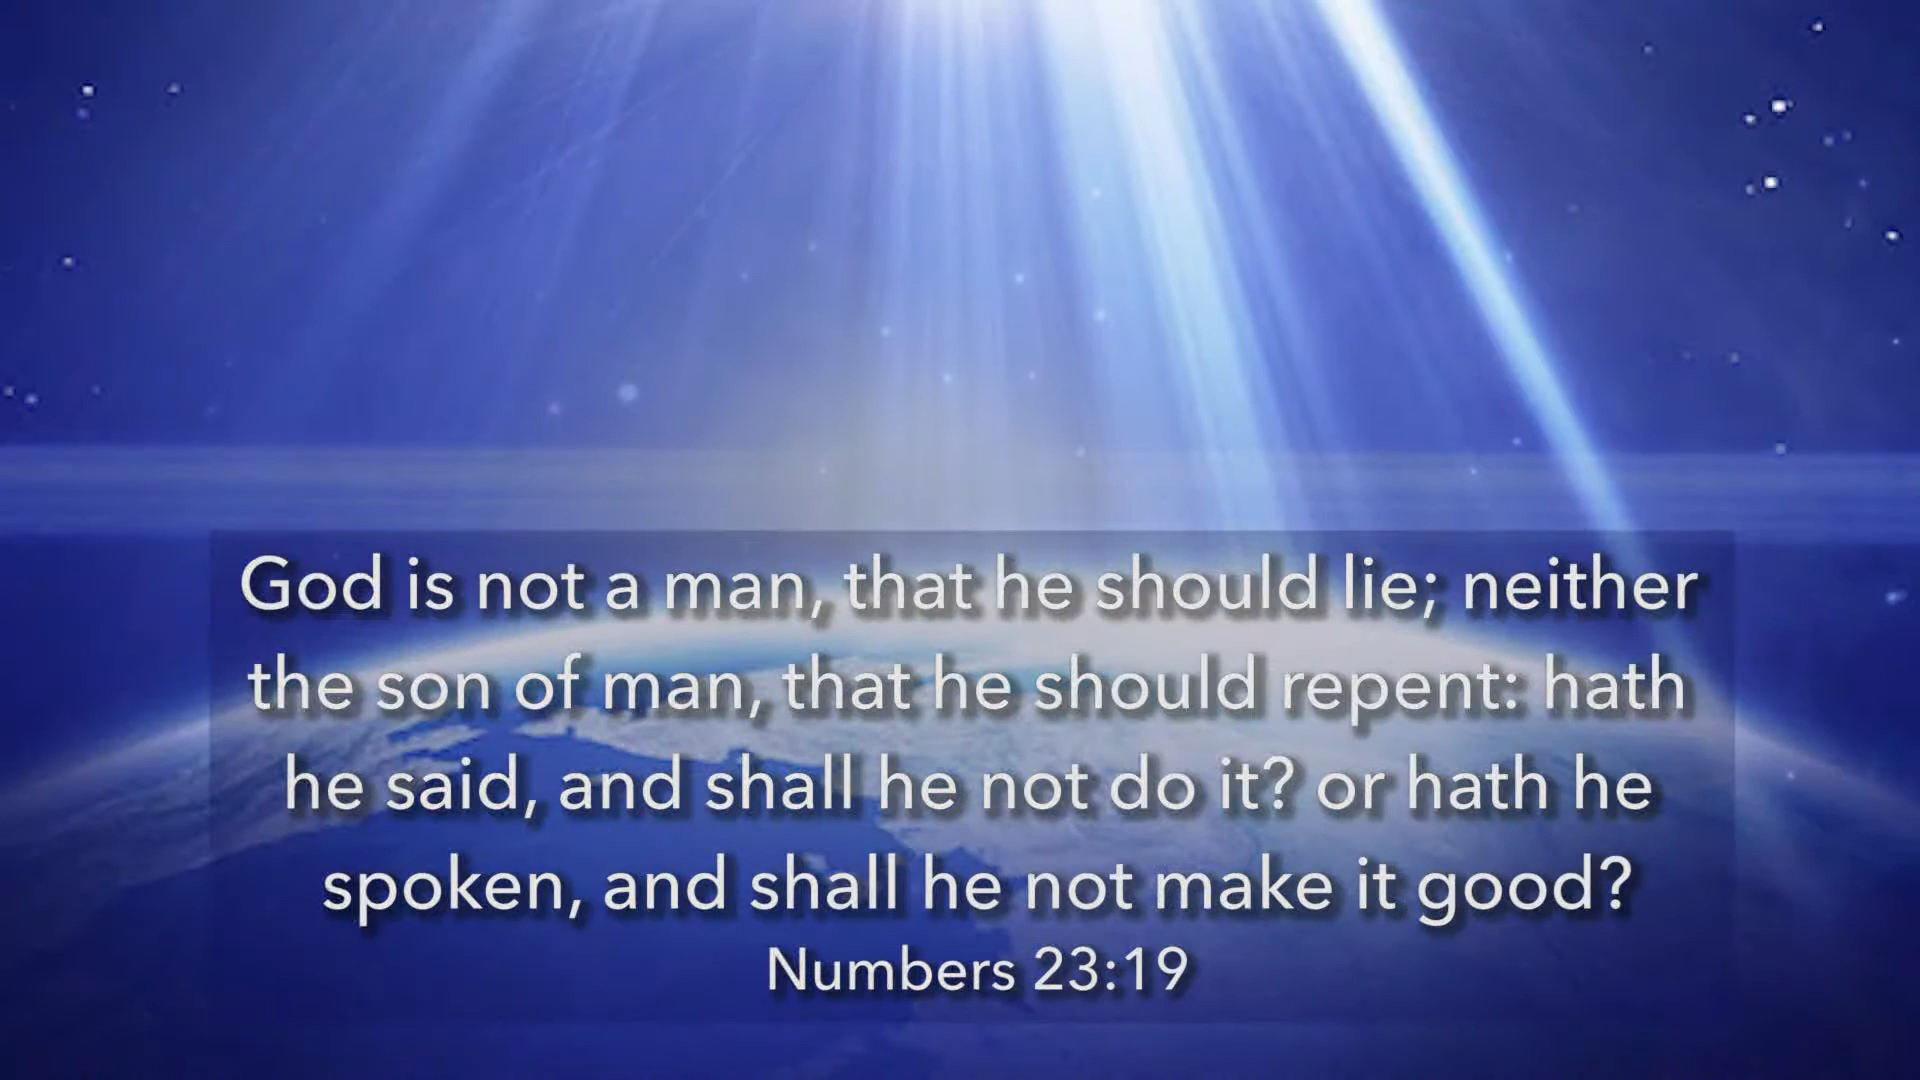 God is not a man, that he should lie; neither
the son of man, that he should repent: hath
he said, and shall he not do it? or hath he
spoken, and shall he not make it good?
Numbers 23:19